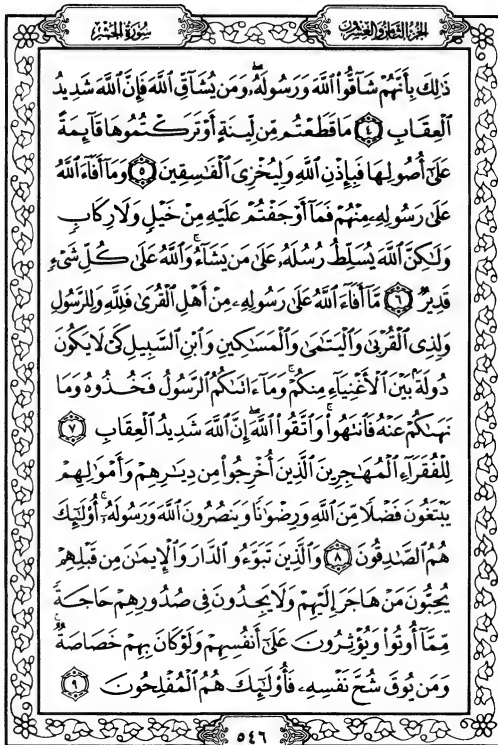 الجزء الثامن والعشرون
سورة الحشر
ذَٰلِكَ بِأَنَّهُمْ شَاقُّوا۟ ٱللَّهَ وَرَسُولَهُۥ ۖ وَمَن يُشَآقِّ ٱللَّهَ فَإِنَّ ٱللَّهَ شَدِيدُ
ٱلْعِقَابِ ٤ مَا قَطَعْتُم مِّن لِّينَةٍ أَوْ تَرَكْتُمُوهَا قَآئِمَةً
عَلَىٰٓ أُصُولِهَا فَبِإِذْنِ ٱللَّهِ وَلِيُخْزِىَ ٱلْفَٰسِقِينَ ٥ وَمَآ أَفَآءَ ٱللَّهُ
عَلَىٰ رَسُولِهِۦ مِنْهُمْ فَمَآ أَوْجَفْتُمْ عَلَيْهِ مِنْ خَيْلٍ وَلَا رِكَابٍ
وَلَٰكِنَّ ٱللَّهَ يُسَلِّطُ رُسُلَهُۥ عَلَىٰ مَن يَشَآءُ ۚ وَٱللَّهُ عَلَىٰ كُلِّ شَىْءٍ
قَدِيرٌ ٦ مَّآ أَفَآءَ ٱللَّهُ عَلَىٰ رَسُولِهِۦ مِنْ أَهْلِ ٱلْقُرَىٰ فَلِلَّهِ وَلِلرَّسُولِ
وَلِذِى ٱلْقُرْبَىٰ وَٱلْيَتَٰمَىٰ وَٱلْمَسَٰكِينِ وَٱبْنِ ٱلسَّبِيلِ كَىْ لَا يَكُونَ
دُولَةًۢ بَيْنَ ٱلْأَغْنِيَآءِ مِنكُمْ ۚ وَمَآ ءَاتَىٰكُمُ ٱلرَّسُولُ فَخُذُوهُ وَمَا
نَهَىٰكُمْ عَنْهُ فَٱنتَهُوا۟ ۚ وَٱتَّقُوا۟ ٱللَّهَ ۖ إِنَّ ٱللَّهَ شَدِيدُ ٱلْعِقَابِ ٧
لِلْفُقَرَآءِ ٱلْمُهَٰجِرِينَ ٱلَّذِينَ أُخْرِجُوا۟ مِن دِيَٰرِهِمْ وَأَمْوَٰلِهِمْ
يَبْتَغُونَ فَضْلًا مِّنَ ٱللَّهِ وَرِضْوَٰنًا وَيَنصُرُونَ ٱللَّهَ وَرَسُولَهُۥٓ ۚ أُو۟لَٰٓئِكَ
هُمُ ٱلصَّٰدِقُونَ ٨ وَٱلَّذِينَ تَبَوَّءُو ٱلدَّارَ وَٱلْإِيمَٰنَ مِن قَبْلِهِمْ
يُحِبُّونَ مَنْ هَاجَرَ إِلَيْهِمْ وَلَا يَجِدُونَ فِى صُدُورِهِمْ حَاجَةً
مِّمَّآ أُوتُوا۟ وَيُؤْثِرُونَ عَلَىٰٓ أَنفُسِهِمْ وَلَوْ كَانَ بِهِمْ خَصَاصَةٌ ۚ
وَمَن يُوقَ شُحَّ نَفْسِهِۦ فَأُو۟لَٰٓئِكَ هُمُ ٱلْمُفْلِحُونَ ٩
٥٤٦